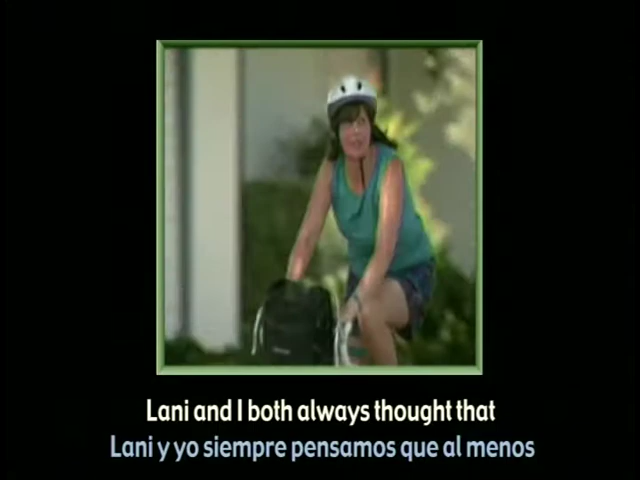 Lani and I both always thought that
Lani y yo siempre pensamos que al menos